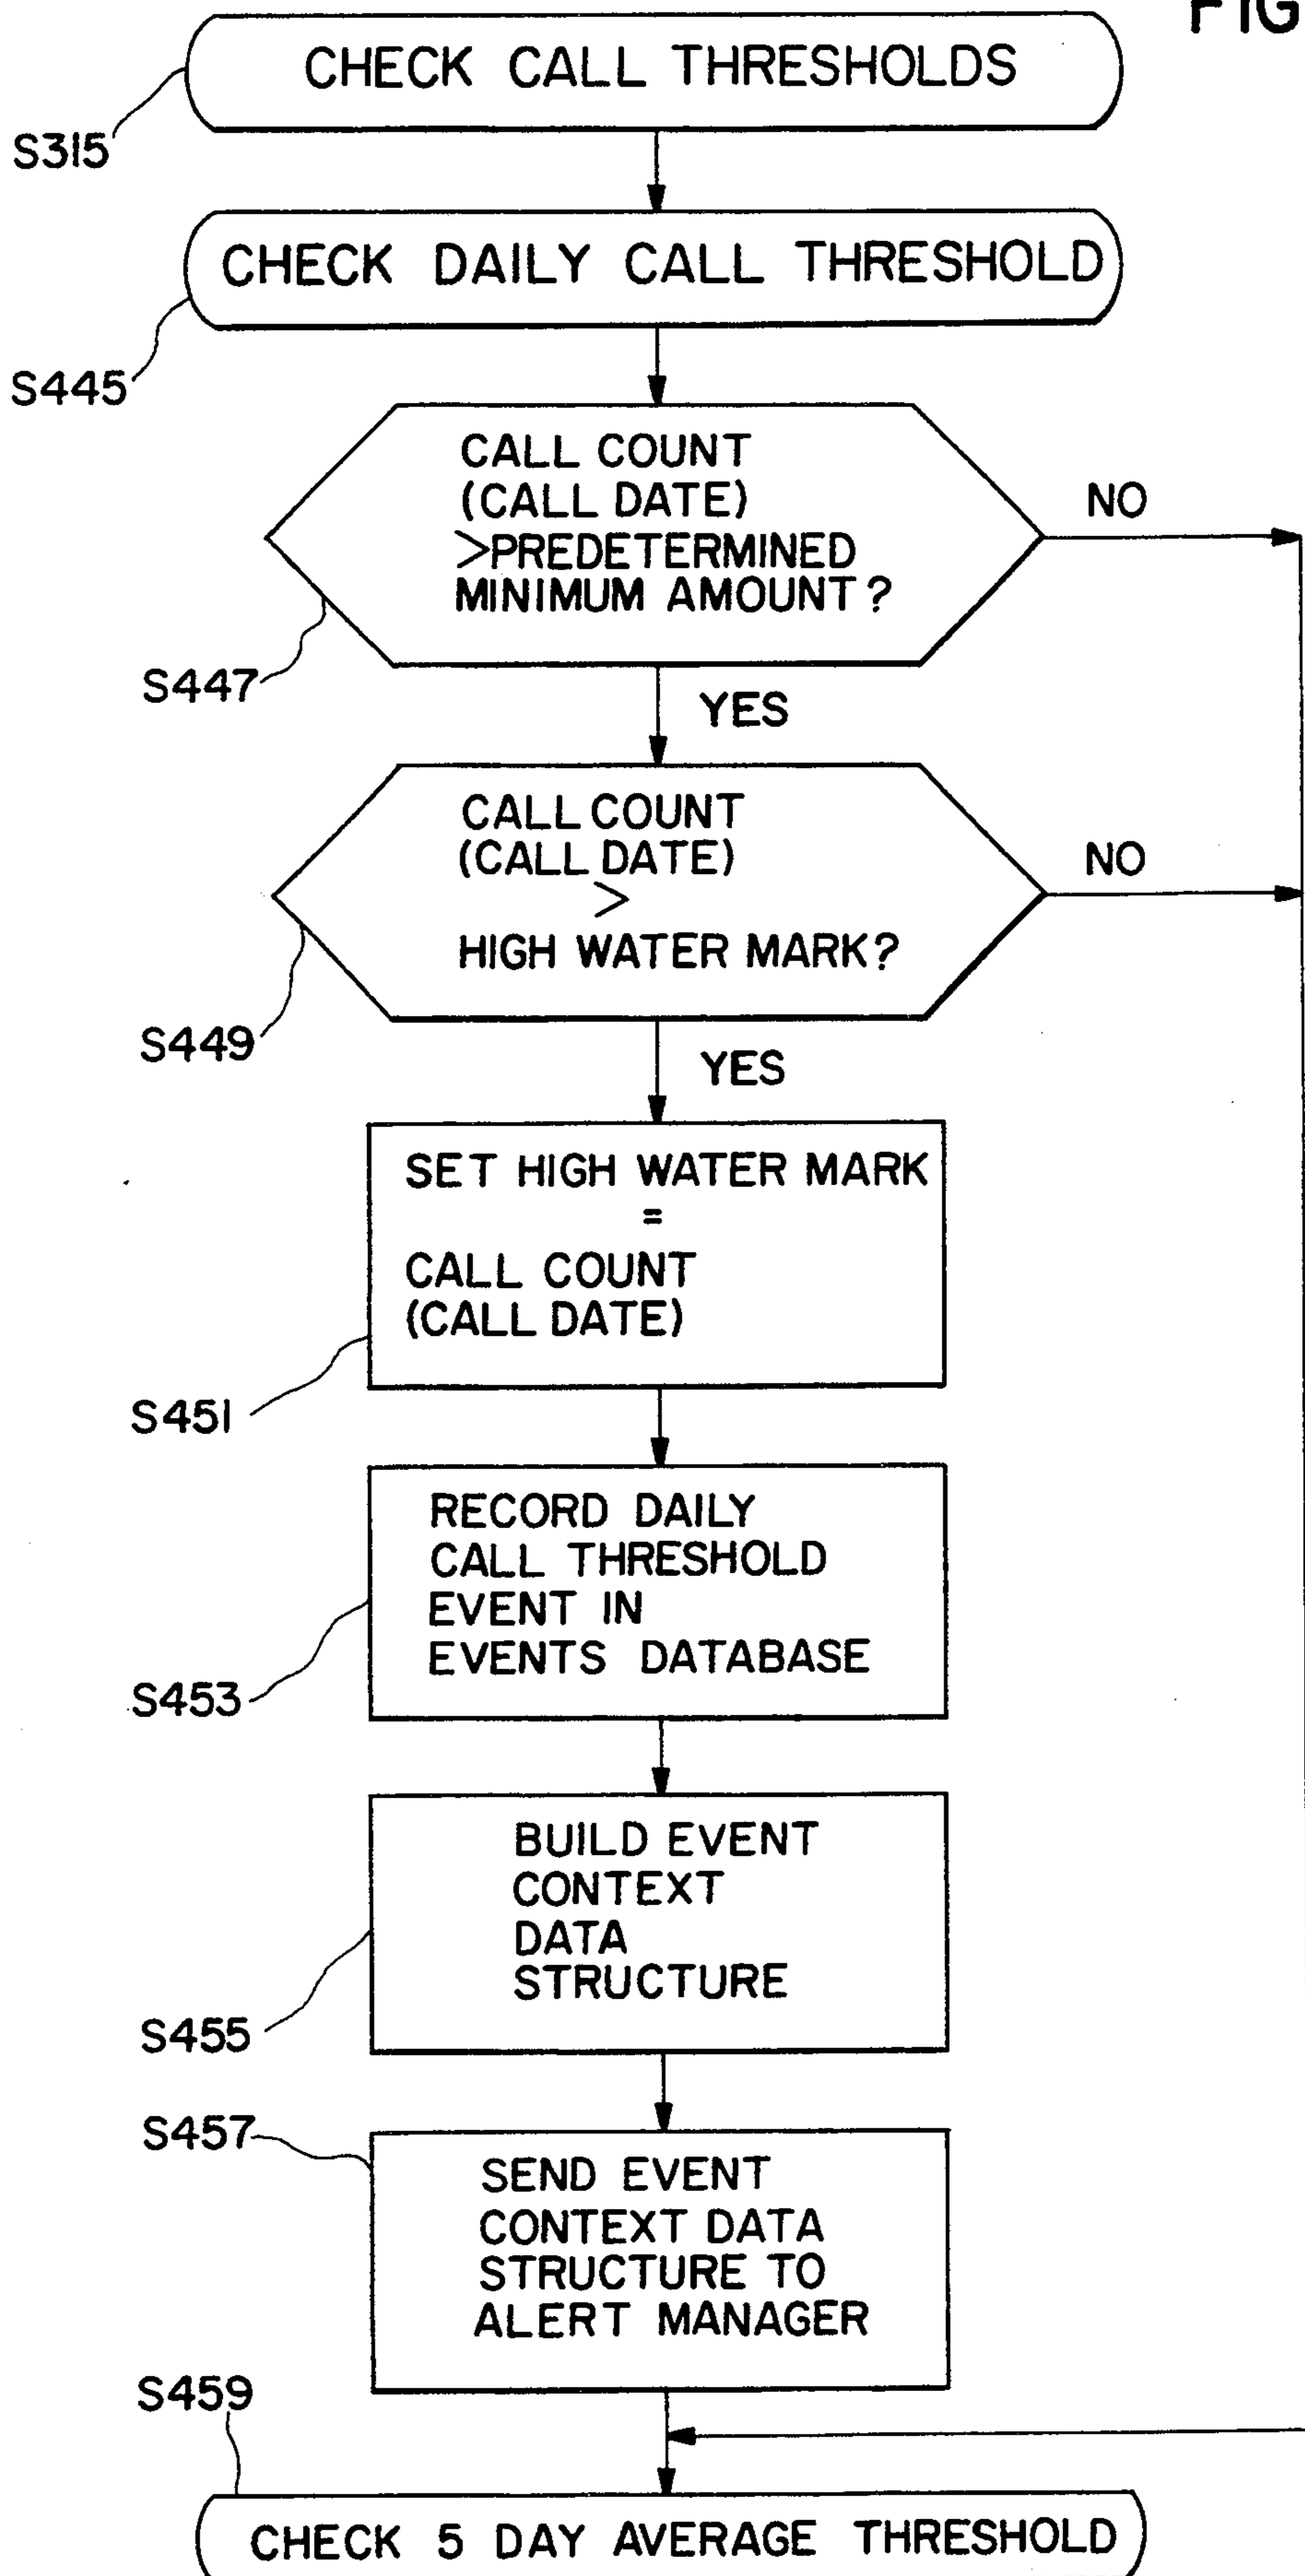 FIG
CHECK CALL THRESHOLDS
S315
CHECK DAILY CALL THRESHOLD
S445
CALL COUNT
(CALL DATE)
>PREDETERMINED
MINIMUM AMOUNT?
NO
S447
YES
CALL COUNT
(CALL DATE)
>
HIGH WATER MARK?
NO
S449
YES
SET HIGH WATER MARK
=
CALL COUNT
(CALL DATE)
S451
RECORD DAILY
CALL THRESHOLD
EVENT IN
EVENTS DATABASE
S453
BUILD EVENT
CONTEXT
DATA
STRUCTURE
S455
S457
SEND EVENT
CONTEXT DATA
STRUCTURE TO
ALERT MANAGER
S459
CHECK 5 DAY AVERAGE THRESHOLD